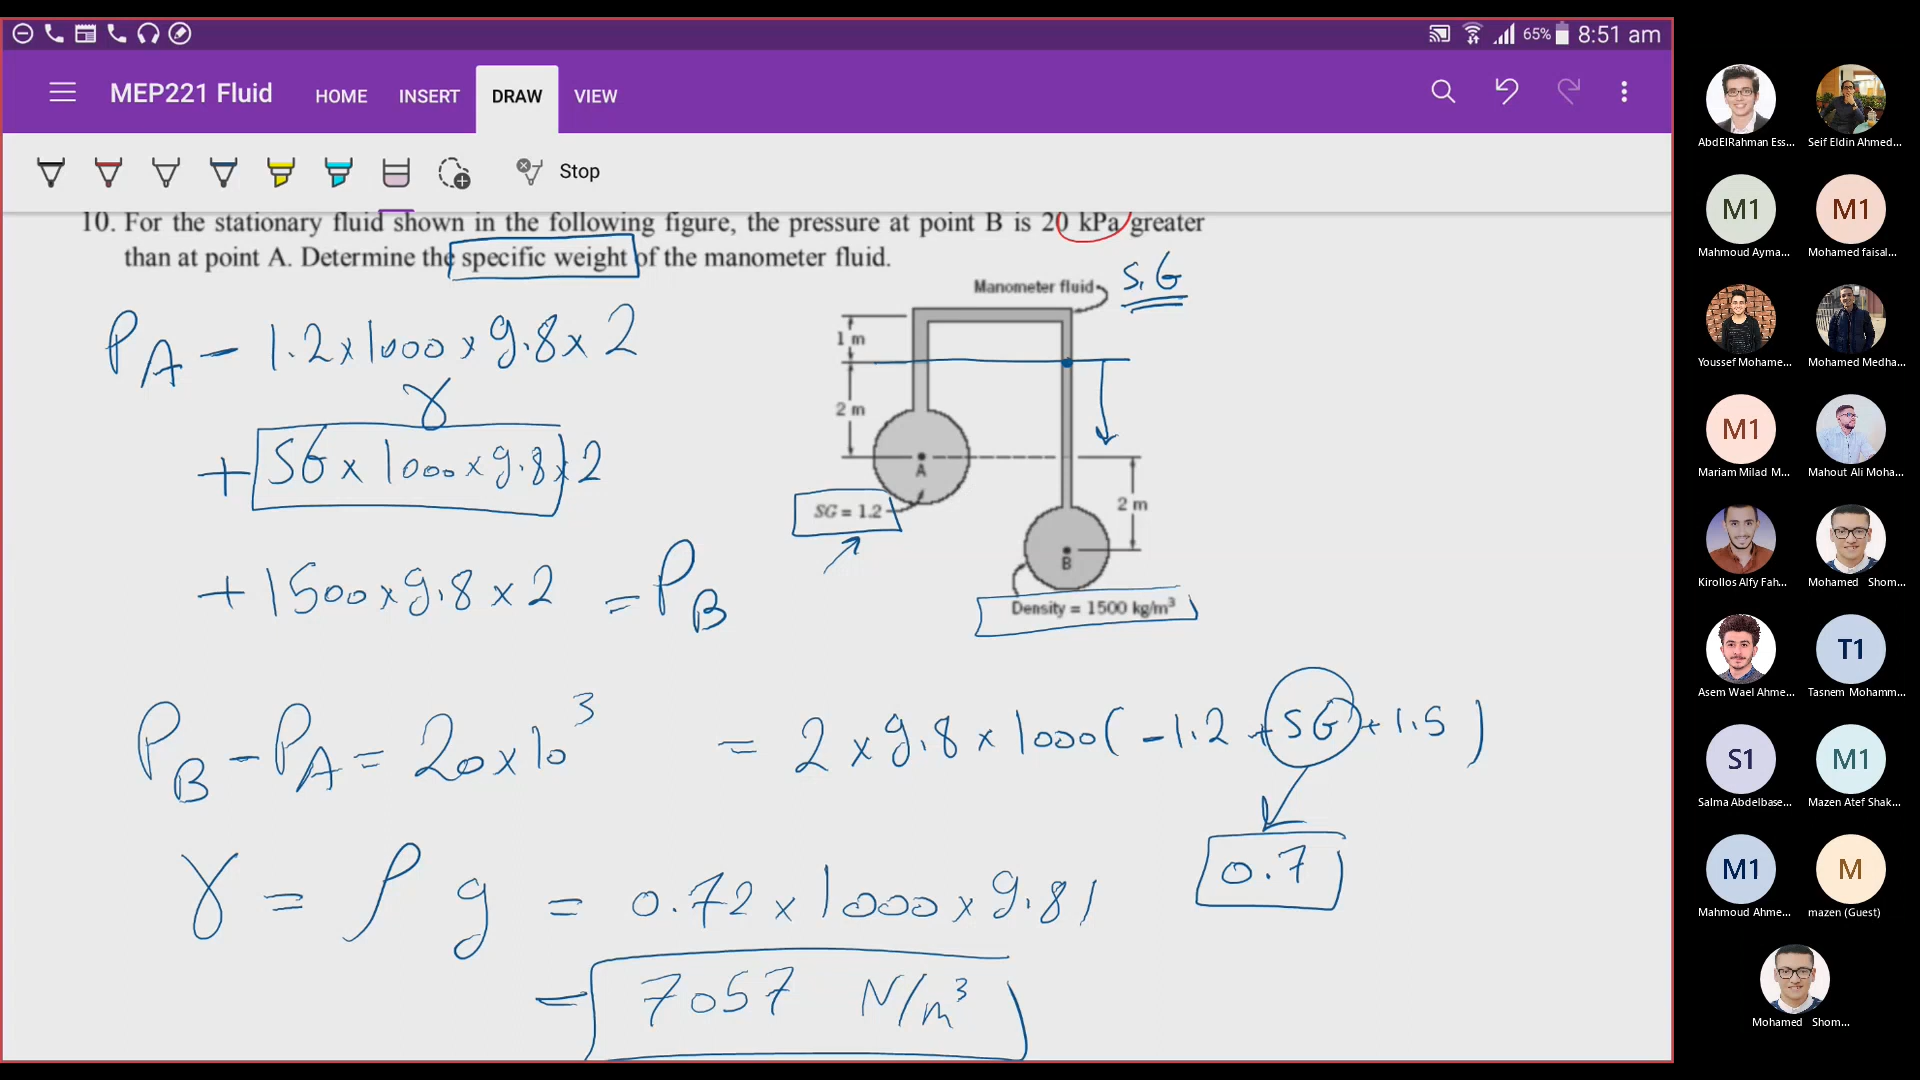 65% 8:51 am
MEP221 Fluid HOME INSERT DRAW VIEW
Stop
10. For the stationary fluid shown in the following figure, the pressure at point B is 20 kPa greater
than at point A. Determine the specific weight of the manometer fluid.
Manometer fluid S.G
1 m
2 m
A
SG = 1.2
2 m
B
Density = 1500 kg/m³
P_A - 1.2 x 1000 x 9.8 x 2
γ
+ SG x 1000 x 9.8 x 2
+ 1500 x 9.8 x 2 = P_B
P_B - P_A = 20 x 10³ = 2 x 9.8 x 1000 ( -1.2 + SG + 1.5 )
0.7
γ = ρ g = 0.72 x 1000 x 9.81
= 7057 N/m³
AbdElRahman Ess... Seif Eldin Ahmed...
M1 M1
Mahmoud Ayma... Mohamed faisal...
Youssef Mohame... Mohamed Medha...
M1
Mariam Milad M... Mahout Ali Moha...
Kirollos Alfy Fah... Mohamed Shom...
T1
Asem Wael Ahme... Tasnem Mohamm...
S1 M1
Salma Abdelbase... Mazen Atef Shak...
M1 M
Mahmoud Ahme... mazen (Guest)
Mohamed Shom...